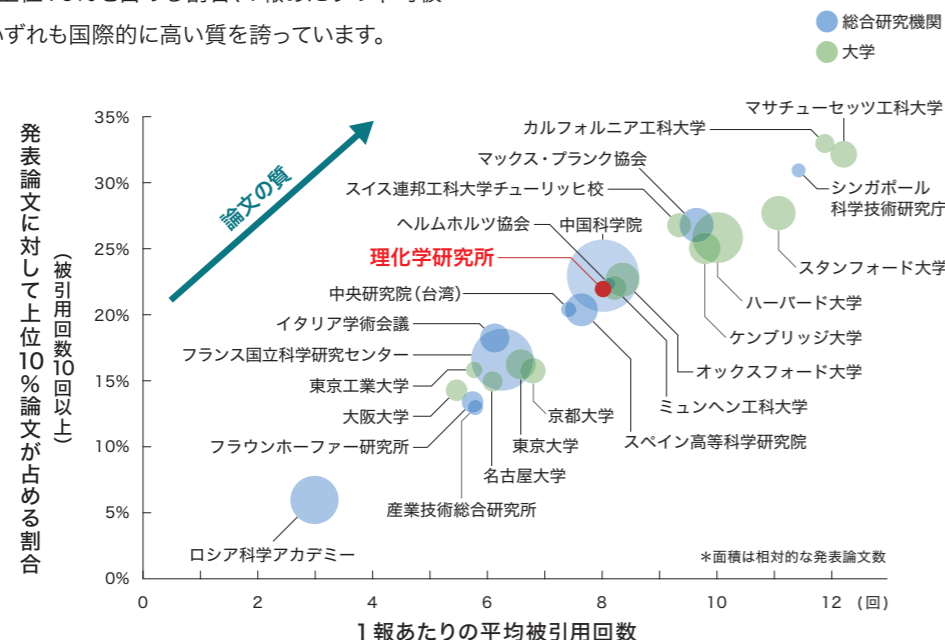 いずれも国際的に高い質を誇っています。
総合研究機関
大学
発表論文に対して上位10%論文が占める割合
(被引用回数10回以上)
35%
30%
25%
20%
15%
10%
5%
0%
論文の質
マサチューセッツ工科大学
カルフォルニア工科大学
マックス・プランク協会
スイス連邦工科大学チューリッヒ校
シンガポール
科学技術研究庁
ヘルムホルツ協会
中国科学院
理化学研究所
スタンフォード大学
中央研究院(台湾)
ハーバード大学
イタリア学術会議
ケンブリッジ大学
フランス国立科学研究センター
オックスフォード大学
東京工業大学
ミュンヘン工科大学
大阪大学
京都大学
フラウンホーファー研究所
東京大学
スペイン高等科学研究院
名古屋大学
産業技術総合研究所
ロシア科学アカデミー
*面積は相対的な発表論文数
0 2 4 6 8 10 12 (回)
1報あたりの平均被引用回数